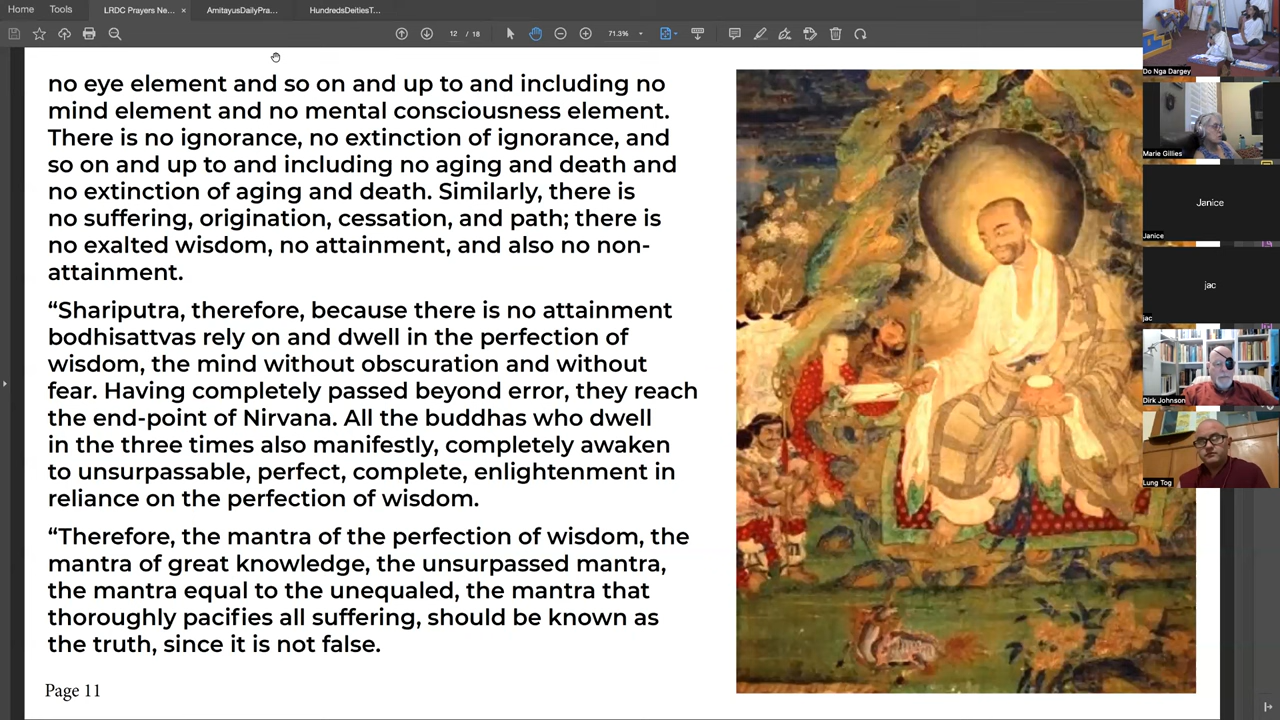 Home
Tools
LRDC Prayers Ne... ×
AmitayusDailyPra...
HundredsDeitiesT...
12 / 18
71.3%
no eye element and so on and up to and including no
mind element and no mental consciousness element.
There is no ignorance, no extinction of ignorance, and
so on and up to and including no aging and death and
no extinction of aging and death. Similarly, there is
no suffering, origination, cessation, and path; there is
no exalted wisdom, no attainment, and also no non-
attainment.
“Shariputra, therefore, because there is no attainment
bodhisattvas rely on and dwell in the perfection of
wisdom, the mind without obscuration and without
fear. Having completely passed beyond error, they reach
the end-point of Nirvana. All the buddhas who dwell
in the three times also manifestly, completely awaken
to unsurpassable, perfect, complete, enlightenment in
reliance on the perfection of wisdom.
“Therefore, the mantra of the perfection of wisdom, the
mantra of great knowledge, the unsurpassed mantra,
the mantra equal to the unequaled, the mantra that
thoroughly pacifies all suffering, should be known as
the truth, since it is not false.
Page 11
Do Nga Dargey
Marie Gillies
Janice
Janice
jac
jac
Dirk Johnson
Lung Tog